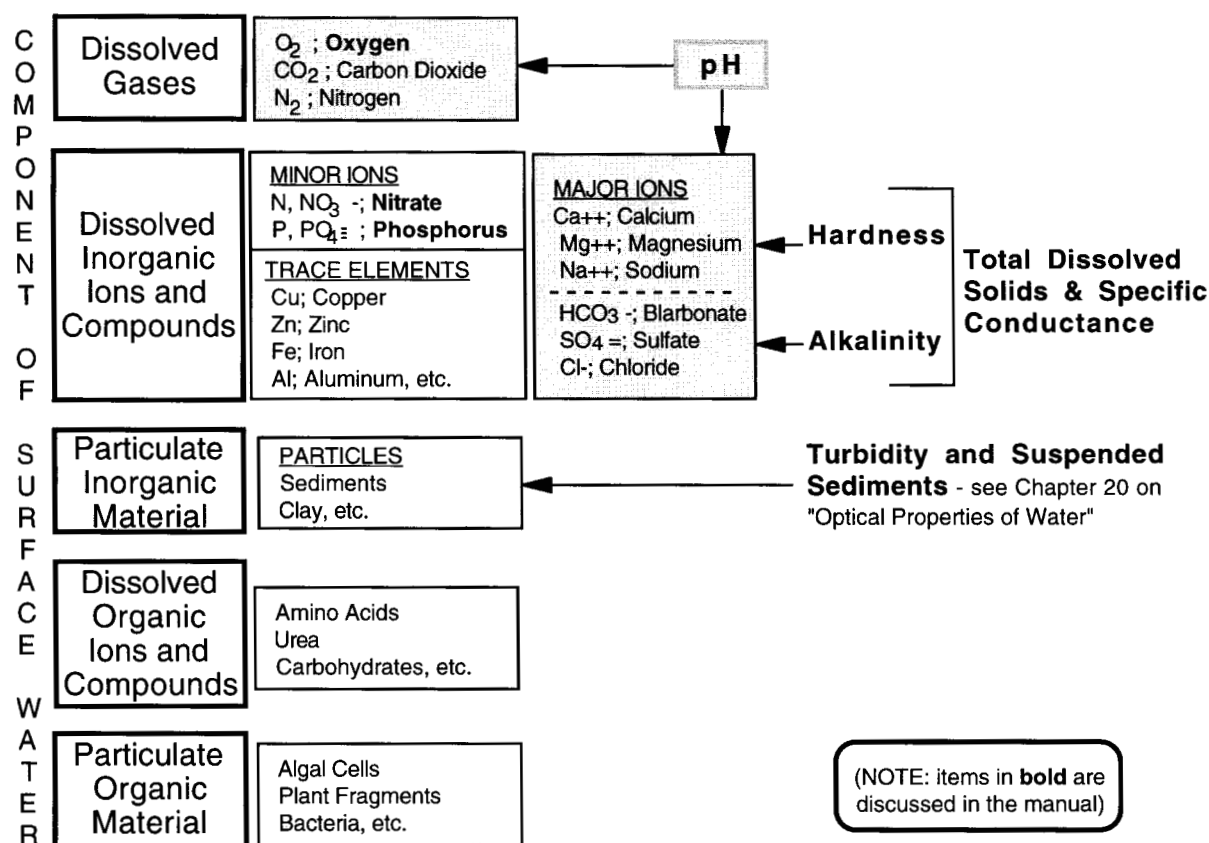 COMPONENT OF SURFACE WATER
Dissolved
Gases
O2 ; Oxygen
CO2 ; Carbon Dioxide
N2 ; Nitrogen
pH
Dissolved
Inorganic
Ions and
Compounds
MINOR IONS
N, NO3 -; Nitrate
P, PO4≡ ; Phosphorus
TRACE ELEMENTS
Cu; Copper
Zn; Zinc
Fe; Iron
Al; Aluminum, etc.
MAJOR IONS
Ca++; Calcium
Mg++; Magnesium
Na++; Sodium
HCO3 -; Blarbonate
SO4 =; Sulfate
Cl-; Chloride
Hardness
Alkalinity
Total Dissolved
Solids & Specific
Conductance
Particulate
Inorganic
Material
PARTICLES
Sediments
Clay, etc.
Turbidity and Suspended
Sediments - see Chapter 20 on
"Optical Properties of Water"
Dissolved
Organic
Ions and
Compounds
Amino Acids
Urea
Carbohydrates, etc.
Particulate
Organic
Material
Algal Cells
Plant Fragments
Bacteria, etc.
(NOTE: items in bold are
discussed in the manual)